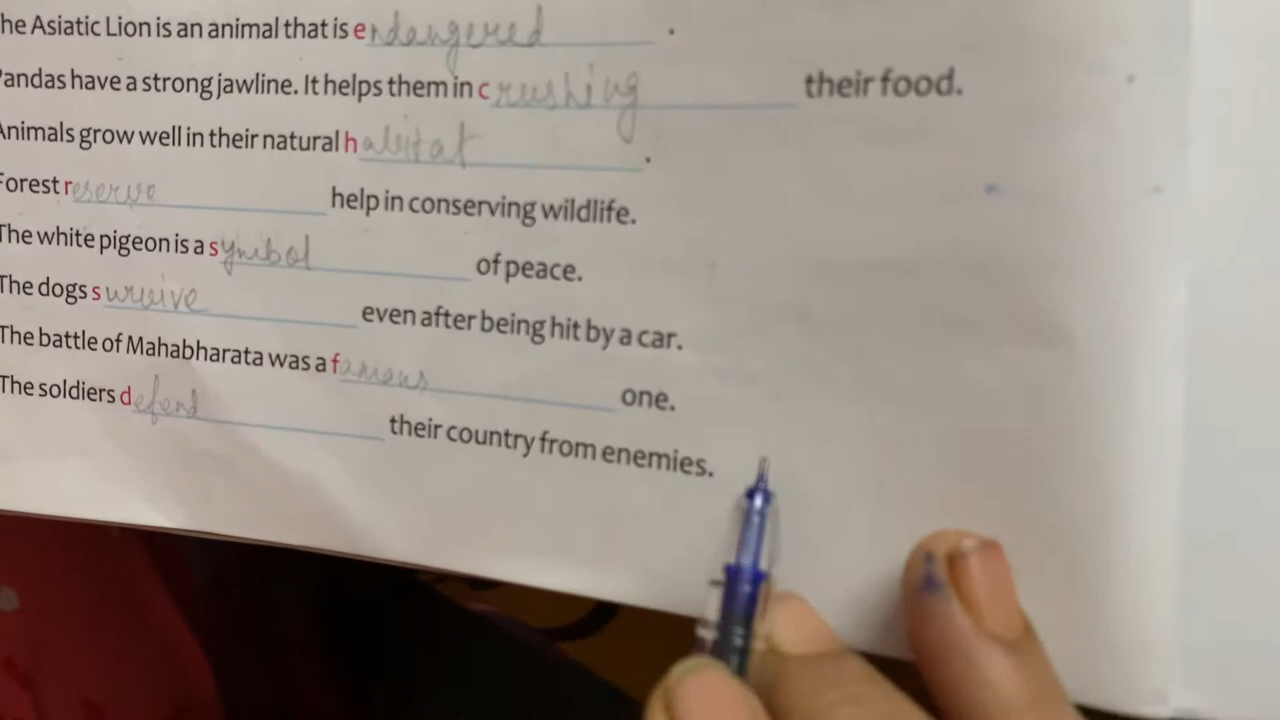 he Asiatic Lion is an animal that is endangered.
Pandas have a strong jawline. It helps them in crushing their food.
Animals grow well in their natural habitat.
Forest reserve help in conserving wildlife.
The white pigeon is a symbol of peace.
The dogs survive even after being hit by a car.
The battle of Mahabharata was a famous one.
The soldiers defend their country from enemies.